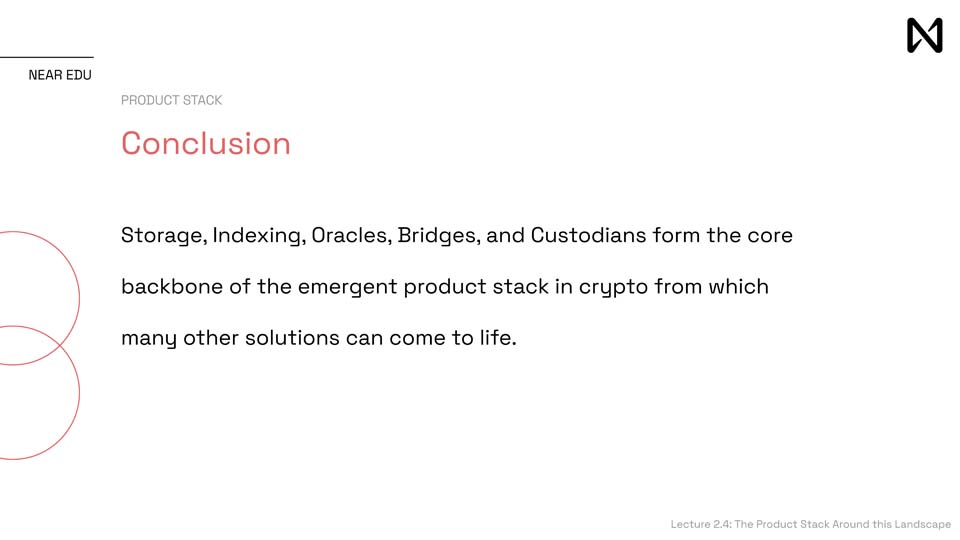 NEAR EDU
PRODUCT STACK
Conclusion
Storage, Indexing, Oracles, Bridges, and Custodians form the core
backbone of the emergent product stack in crypto from which
many other solutions can come to life.
Lecture 2.4: The Product Stack Around this Landscape